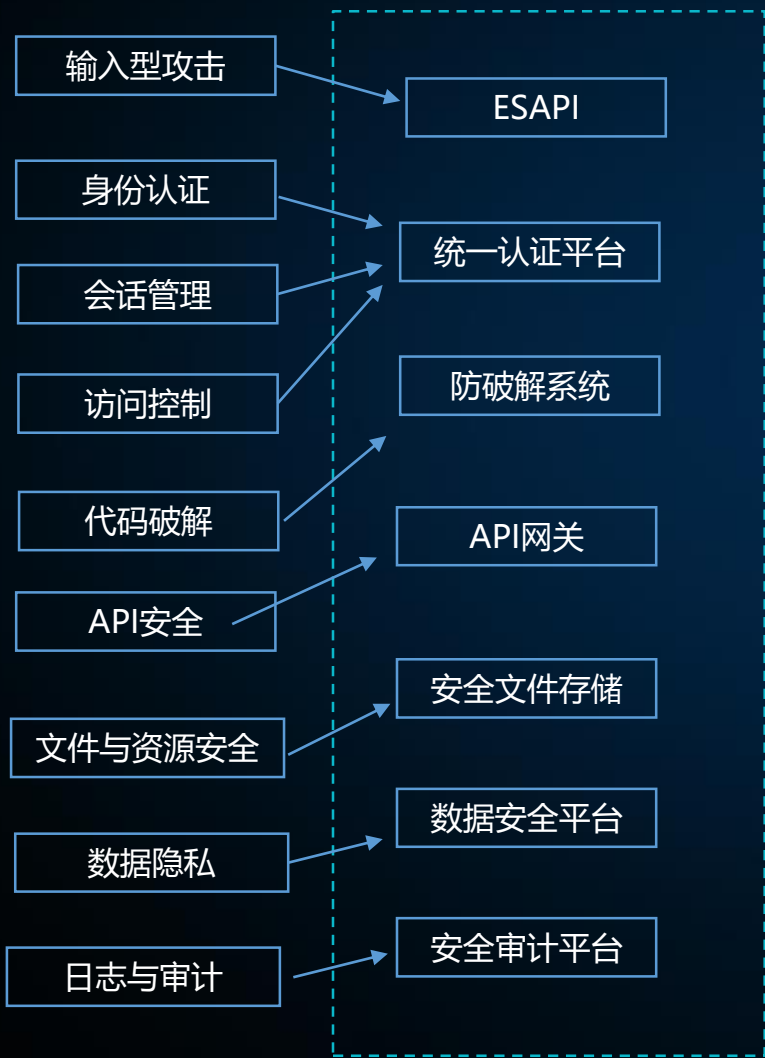 输入型攻击
ESAPI
身份认证
统一认证平台
会话管理
访问控制
防破解系统
代码破解
API网关
API安全
安全文件存储
文件与资源安全
数据安全平台
数据隐私
安全审计平台
日志与审计